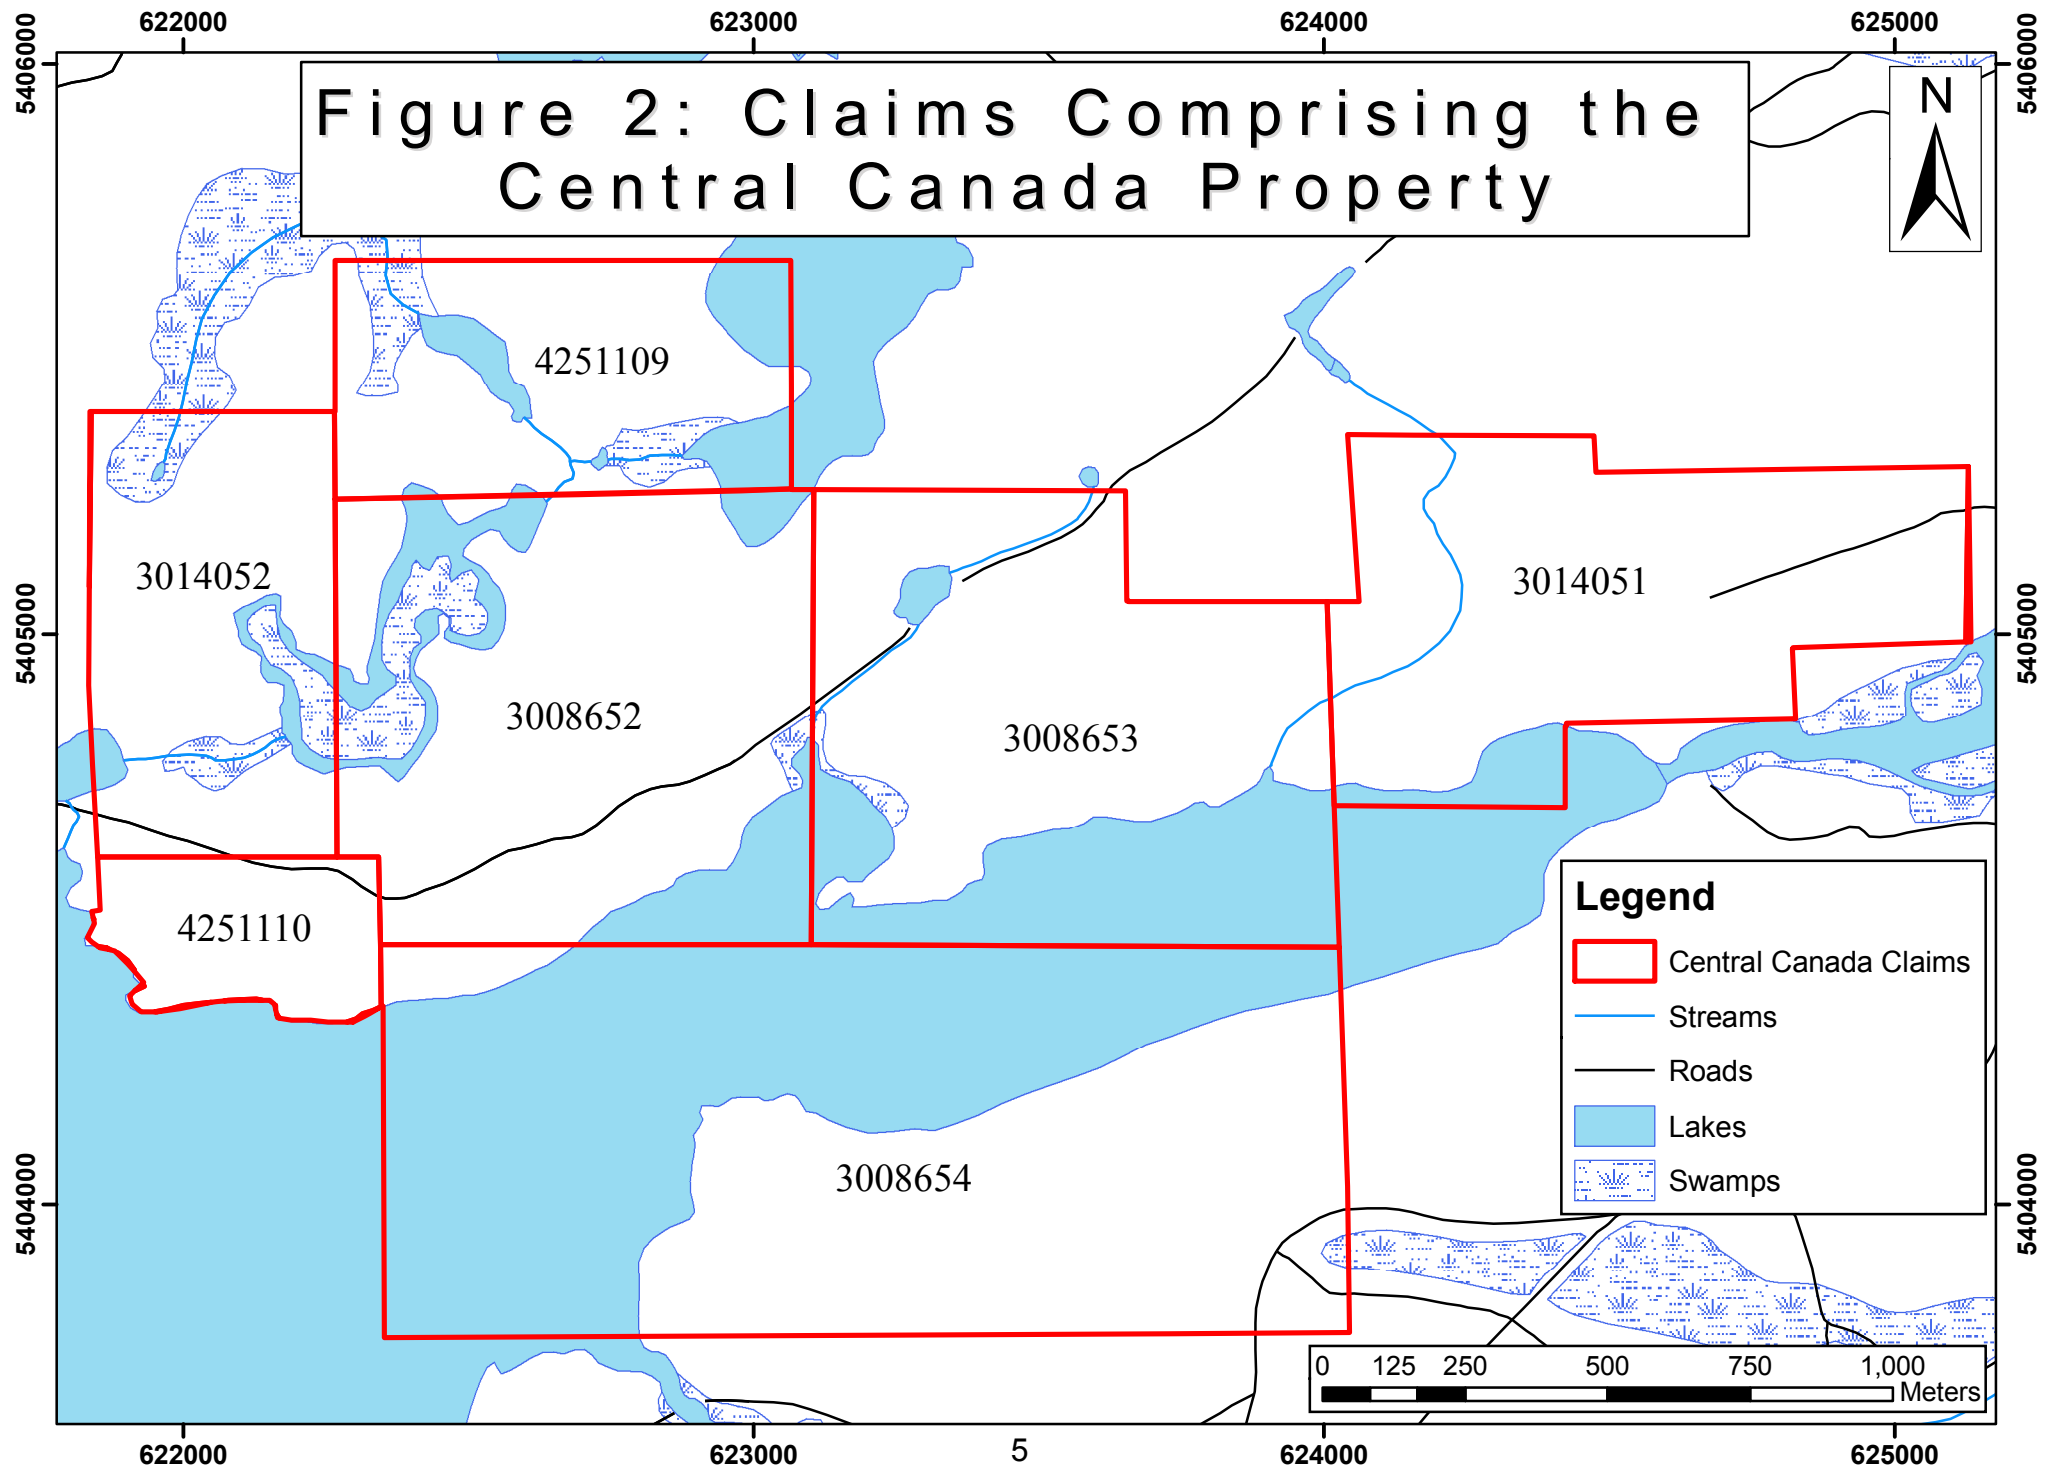 622000
623000
624000
625000
5406000
5406000
Figure 2: Claims Comprising the
Central Canada Property
N
4251109
3014052
3014051
5405000
5405000
3008652
3008653
4251110
Legend
Central Canada Claims
Streams
Roads
Lakes
Swamps
3008654
5404000
5404000
0 125 250 500 750 1,000
Meters
622000
623000
5
624000
625000